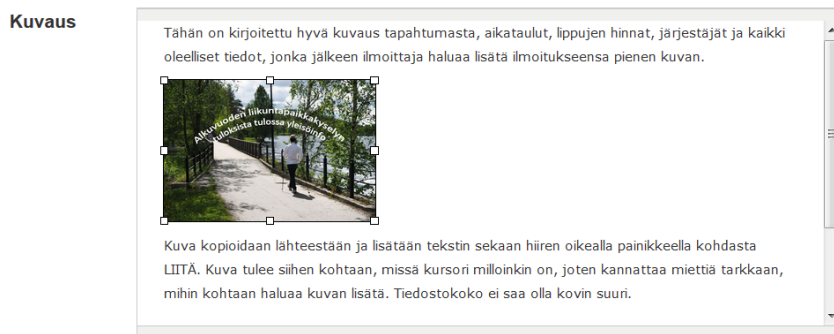 Kuvaus
Tähän on kirjoitettu hyvä kuvaus tapahtumasta, aikataulut, lippujen hinnat, järjestäjät ja kaikki
oleelliset tiedot, jonka jälkeen ilmoittaja haluaa lisätä ilmoitukseensa pienen kuvan.
Alkuvuoden liikuntapaikkakyselyn
tuloksista tulossa yleisöinfo
Kuva kopioidaan lähteestään ja lisätään tekstin sekaan hiiren oikealla painikkeella kohdasta
LIITÄ. Kuva tulee siihen kohtaan, missä kursori milloinkin on, joten kannattaa miettiä tarkkaan,
mihin kohtaan haluaa kuvan lisätä. Tiedostokoko ei saa olla kovin suuri.